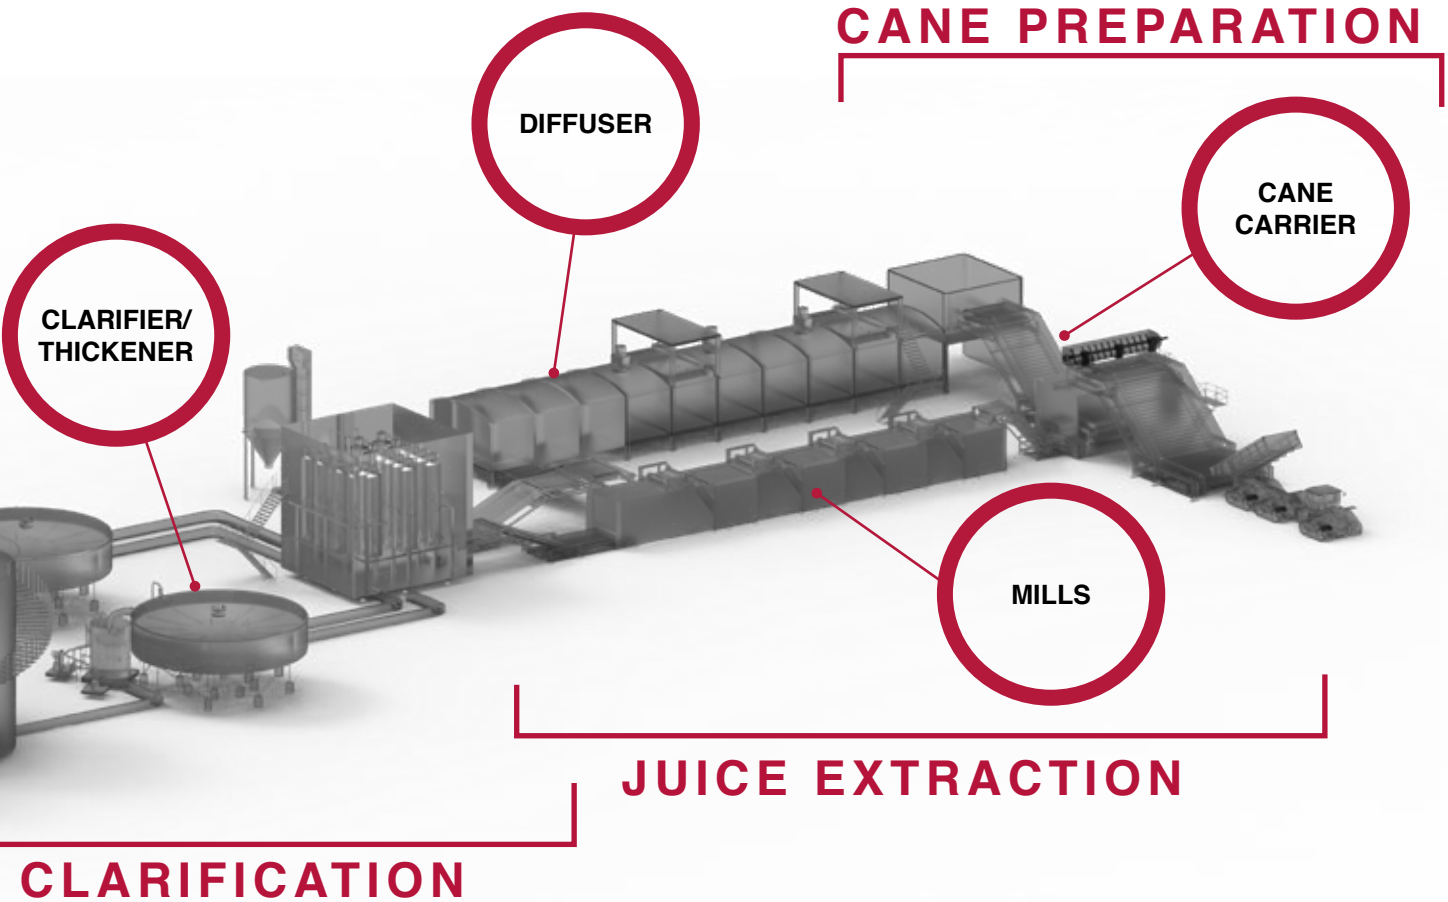 CANE PREPARATION
DIFFUSER
CANE
CARRIER
CLARIFIER/
THICKENER
MILLS
JUICE EXTRACTION
CLARIFICATION